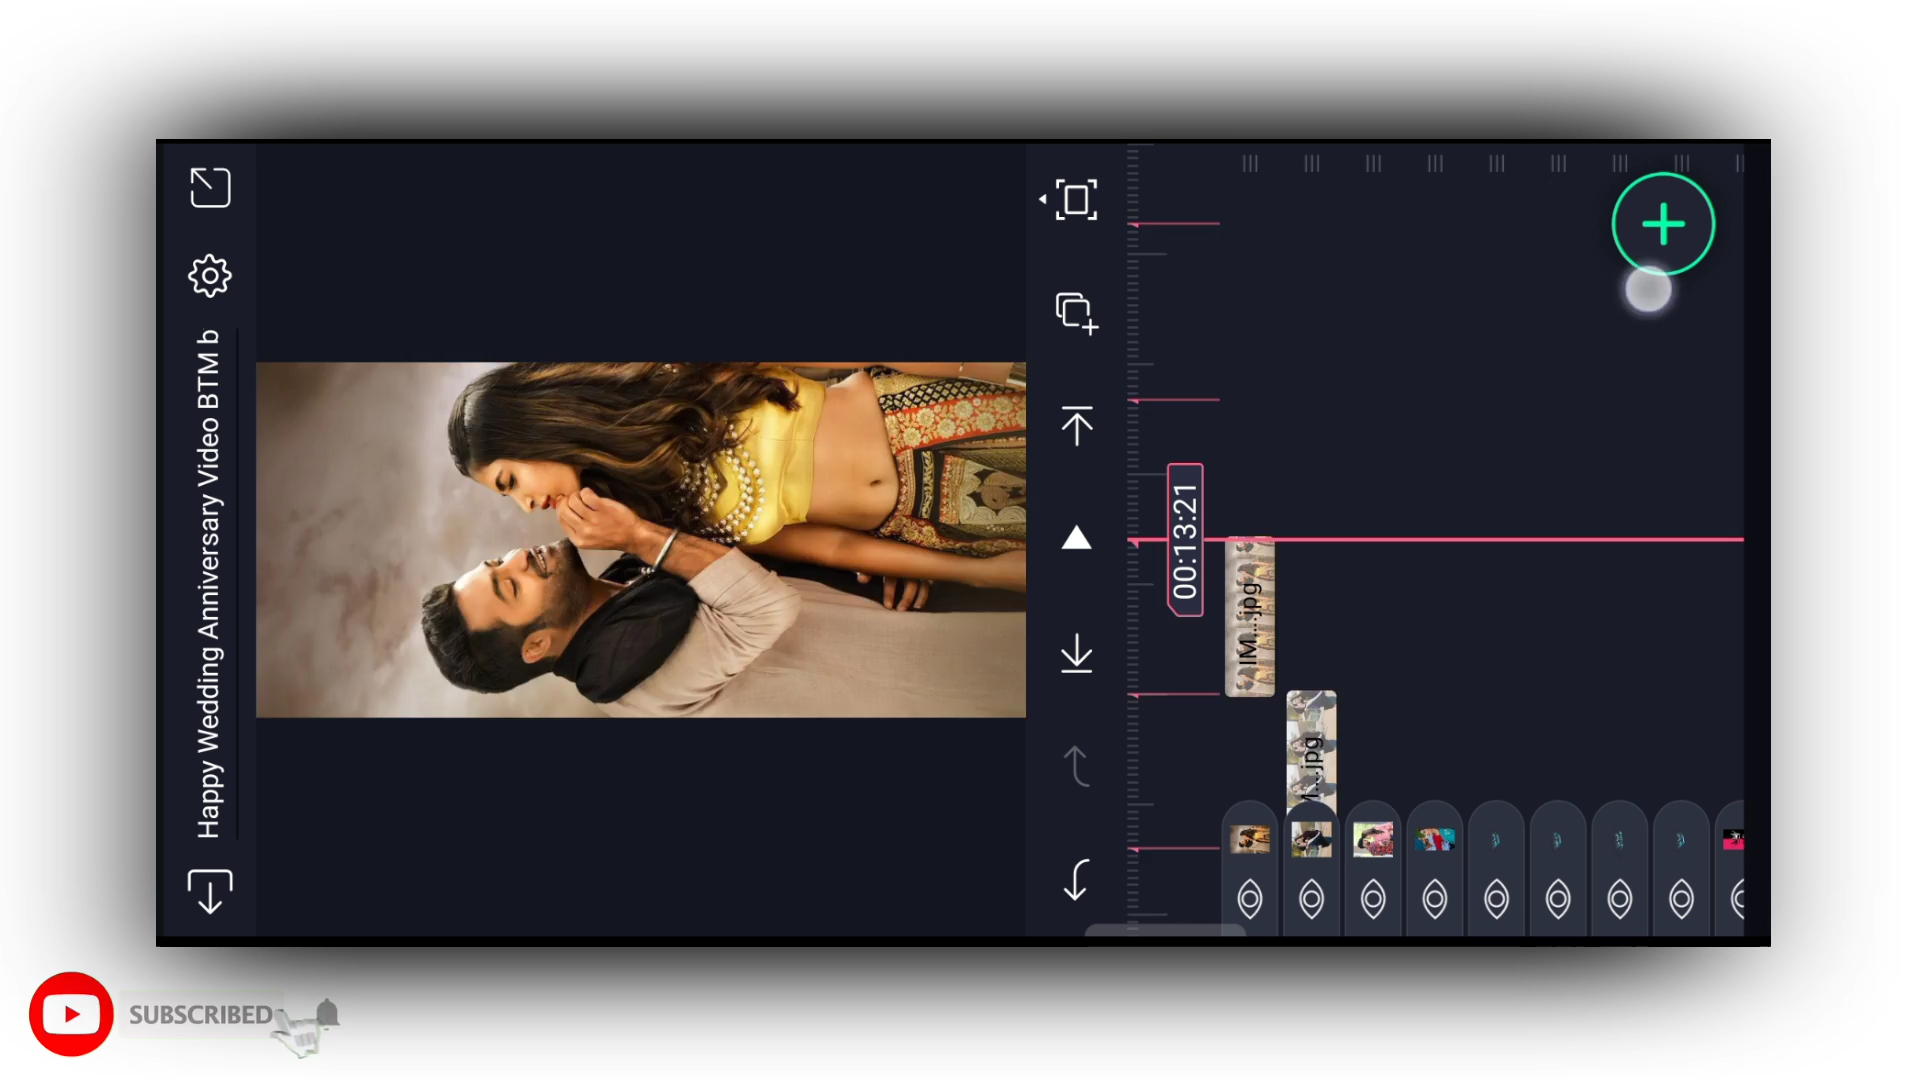 Happy Wedding Anniversary Video BTM b
00:13:21
IM...jpg
...jpg
SUBSCRIBED